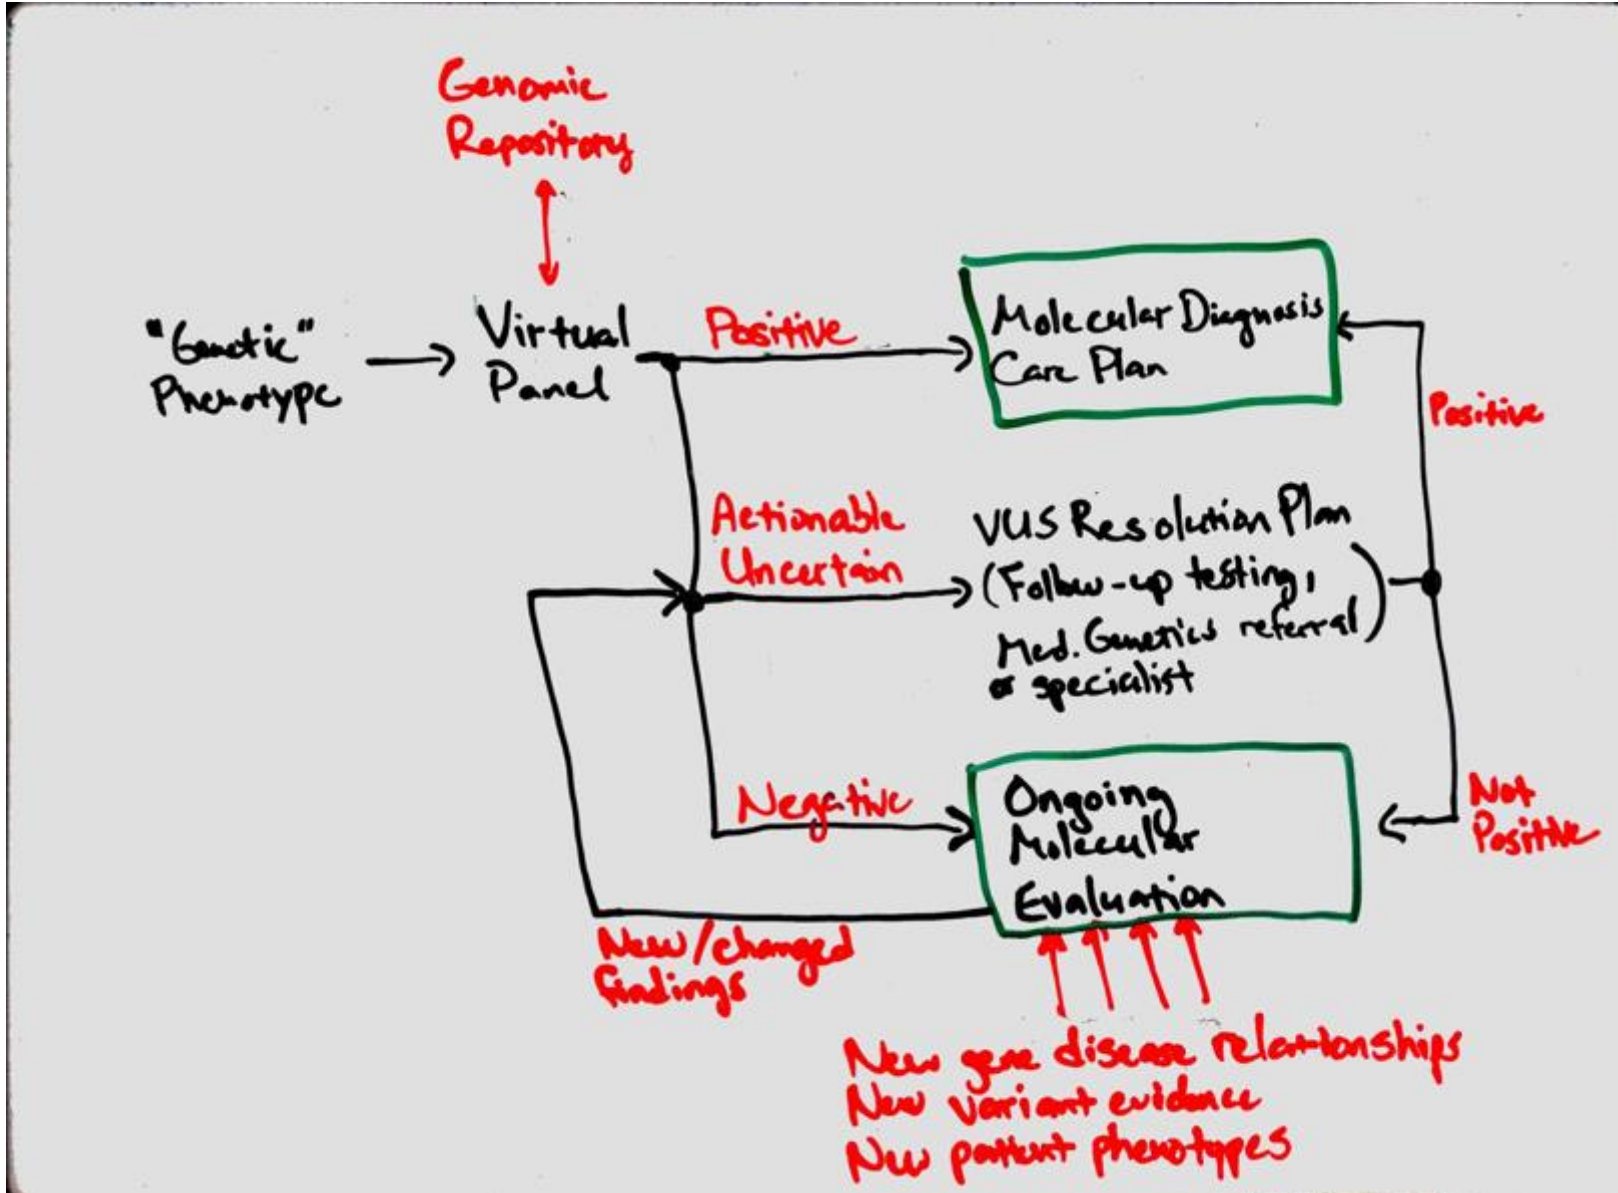 Genomic
Repository
"Genetic"
Phenotype
Virtual
Panel
Positive
Molecular Diagnosis
Care Plan
Positive
Actionable
Uncertain
VUS Resolution Plan
(Follow-up testing,
Med. Genetics referral)
or specialist
Negative
Ongoing
Molecular
Evaluation
Not
Positive
New/changed
findings
New gene disease relationships
New variant evidence
New patient phenotypes